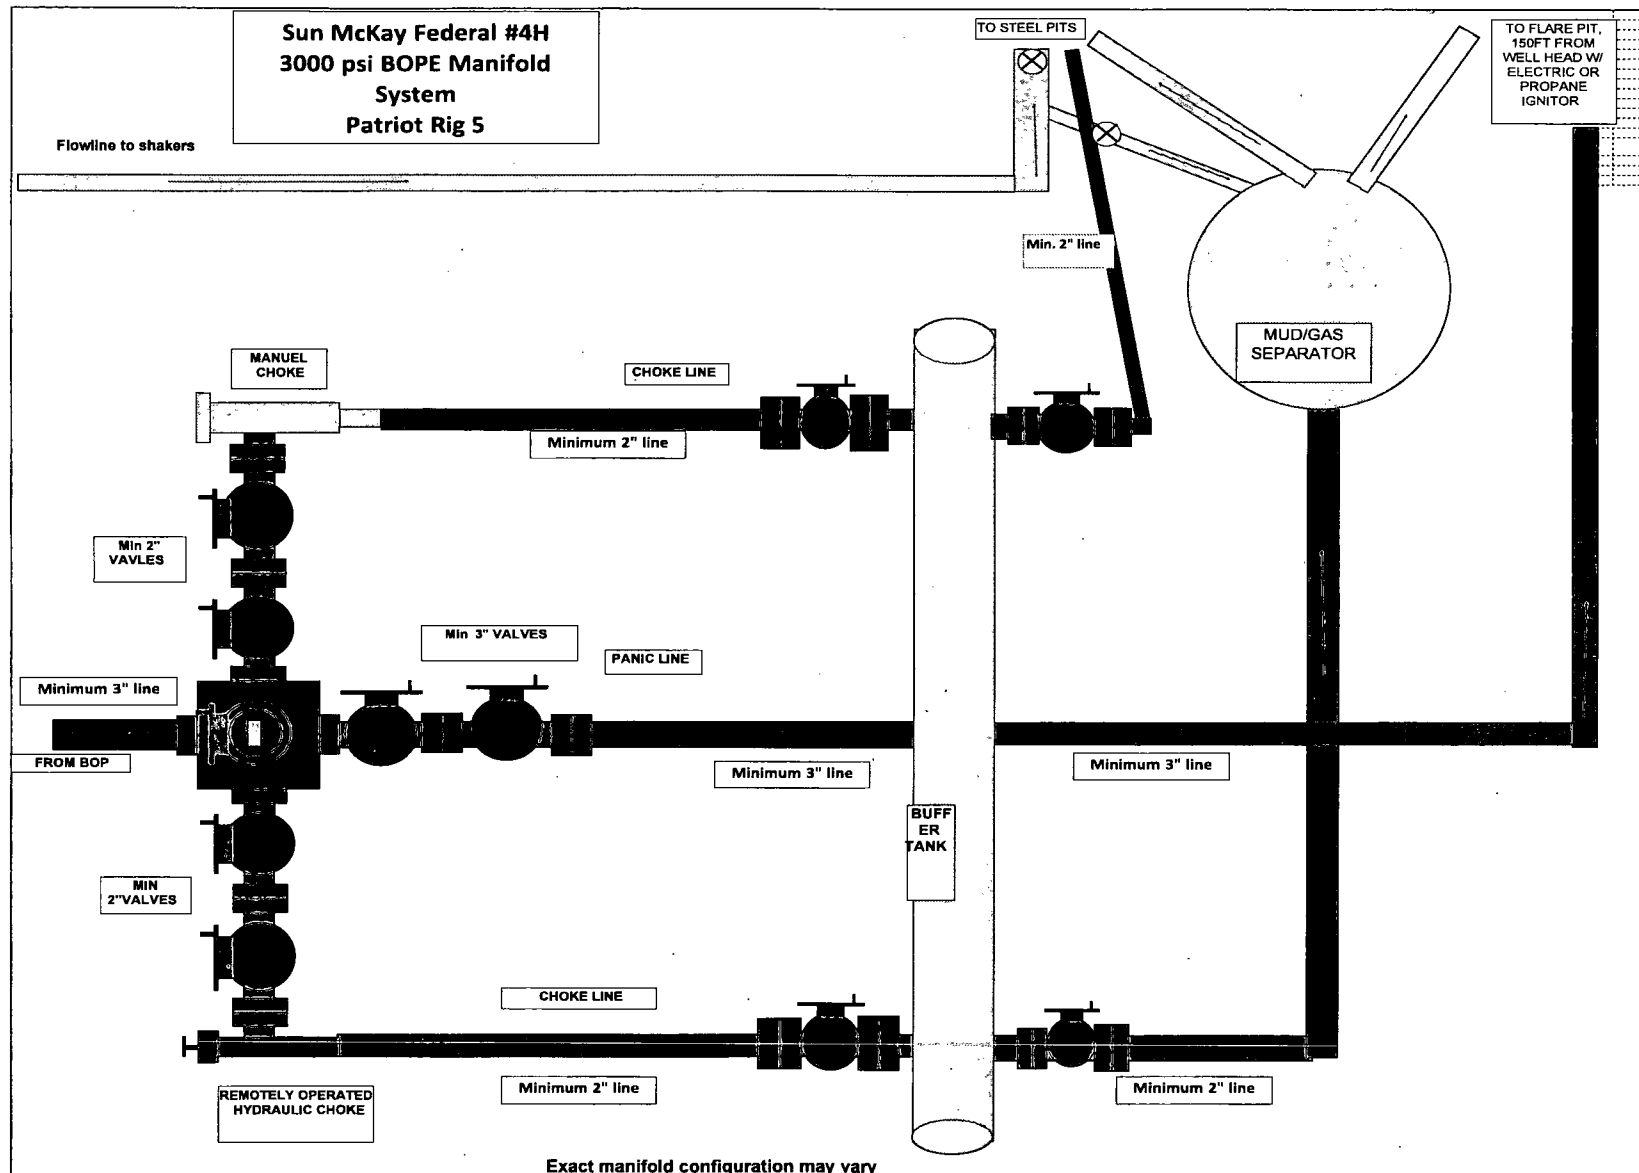 Sun McKay Federal #4H
3000 psi BOPE Manifold
System
Patriot Rig 5
TO STEEL PITS
TO FLARE PIT,
150FT FROM
WELL HEAD W/
ELECTRIC OR
PROPANE
IGNITOR
Flowline to shakers
Min. 2" line
MUD/GAS
SEPARATOR
MANUEL
CHOKE
CHOKE LINE
Minimum 2" line
Min 2"
VAVLES
Min 3" VALVES
PANIC LINE
Minimum 3" line
FROM BOP
Minimum 3" line
Minimum 3" line
BUFF
ER
TANK
MIN
2"VALVES
CHOKE LINE
REMOTELY OPERATED
HYDRAULIC CHOKE
Minimum 2" line
Minimum 2" line
Exact manifold configuration may vary